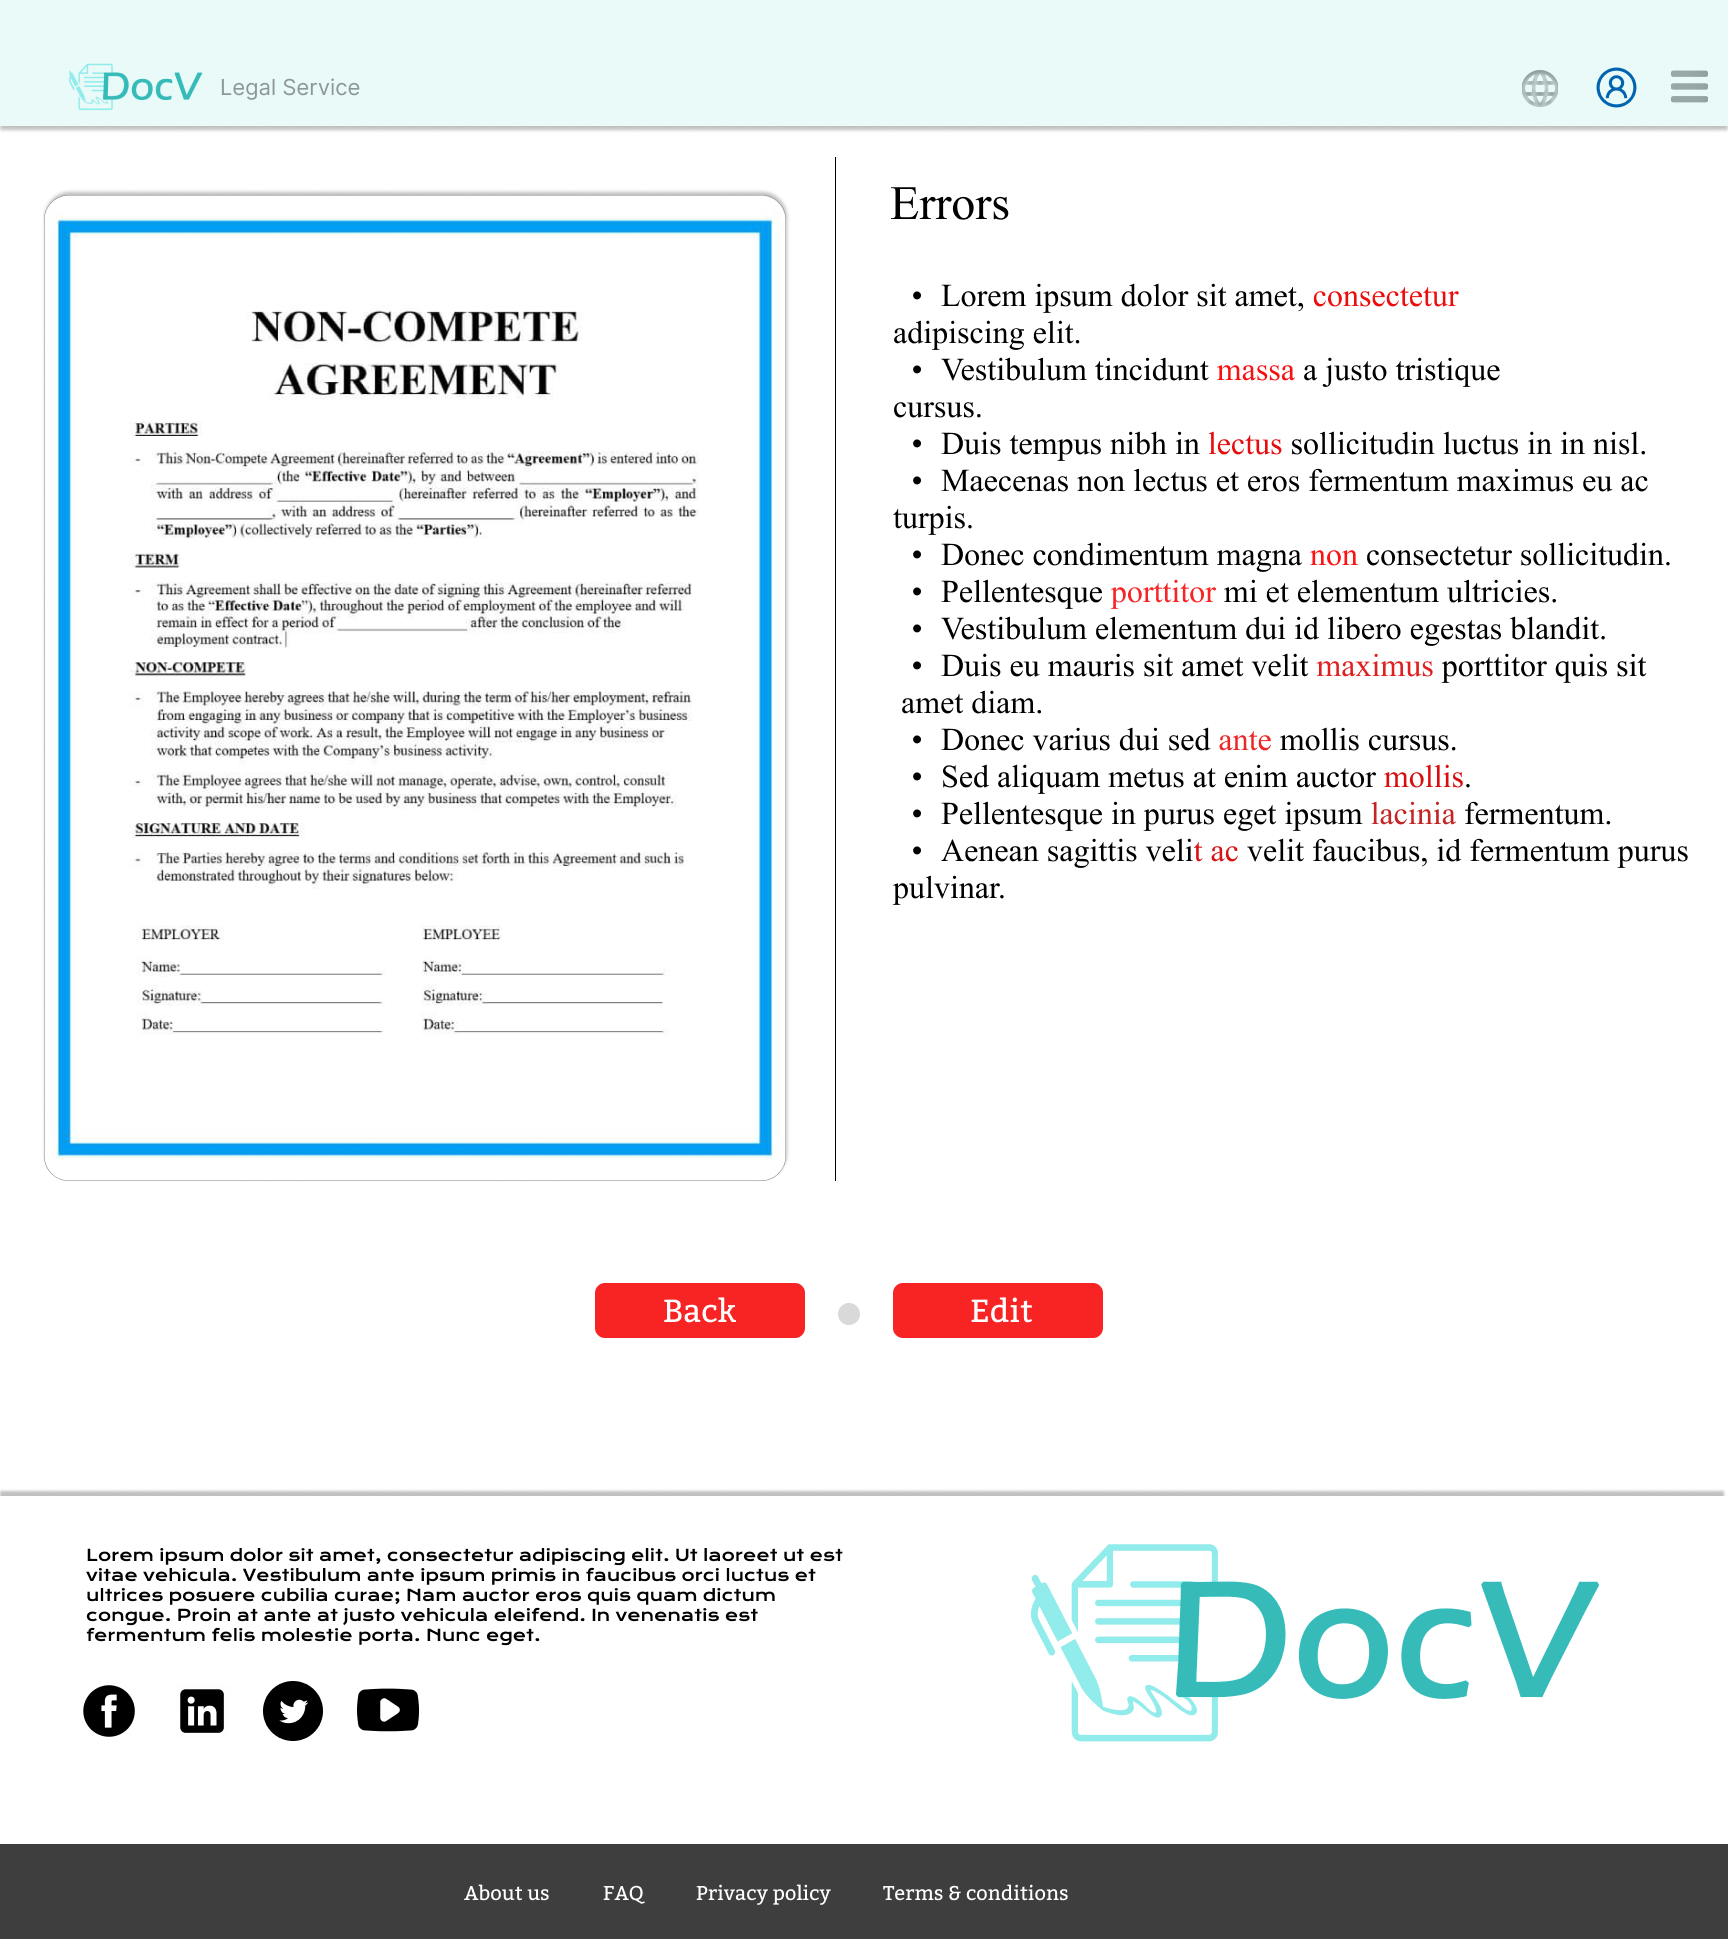 DocV Legal Service
NON-COMPETE
AGREEMENT
PARTIES
- This Non-Compete Agreement (hereinafter referred to as the “Agreement”) is entered into on
________________ (the “Effective Date”), by and between ________________________,
with an address of ________________ (hereinafter referred to as the “Employer”), and
________________, with an address of ________________ (hereinafter referred to as the
“Employee”) (collectively referred to as the “Parties”).
TERM
- This Agreement shall be effective on the date of signing this Agreement (hereinafter referred
to as the “Effective Date”), throughout the period of employment of the employee and will
remain in effect for a period of __________________ after the conclusion of the
employment contract.
NON-COMPETE
- The Employee hereby agrees that he/she will, during the term of his/her employment, refrain
from engaging in any business or company that is competitive with the Employer’s business
activity and scope of work. As a result, the Employee will not engage in any business or
work that competes with the Company’s business activity.
- The Employee agrees that he/she will not manage, operate, advise, own, control, consult
with, or permit his/her name to be used by any business that competes with the Employer.
SIGNATURE AND DATE
- The Parties hereby agree to the terms and conditions set forth in this Agreement and such is
demonstrated throughout by their signatures below:
EMPLOYER EMPLOYEE
Name:____________________________ Name:____________________________
Signature:_________________________ Signature:_________________________
Date:_____________________________ Date:_____________________________
Errors
• Lorem ipsum dolor sit amet, consectetur
adipiscing elit.
• Vestibulum tincidunt massa a justo tristique
cursus.
• Duis tempus nibh in lectus sollicitudin luctus in in nisl.
• Maecenas non lectus et eros fermentum maximus eu ac
turpis.
• Donec condimentum magna non consectetur sollicitudin.
• Pellentesque porttitor mi et elementum ultricies.
• Vestibulum elementum dui id libero egestas blandit.
• Duis eu mauris sit amet velit maximus porttitor quis sit
amet diam.
• Donec varius dui sed ante mollis cursus.
• Sed aliquam metus at enim auctor mollis.
• Pellentesque in purus eget ipsum lacinia fermentum.
• Aenean sagittis velit ac velit faucibus, id fermentum purus
pulvinar.
Back Edit
Lorem ipsum dolor sit amet, consectetur adipiscing elit. Ut laoreet ut est
vitae vehicula. Vestibulum ante ipsum primis in faucibus orci luctus et
ultrices posuere cubilia curae; Nam auctor eros quis quam dictum
congue. Proin at ante at justo vehicula eleifend. In venenatis est
fermentum felis molestie porta. Nunc eget.
DocV
About us FAQ Privacy policy Terms & conditions